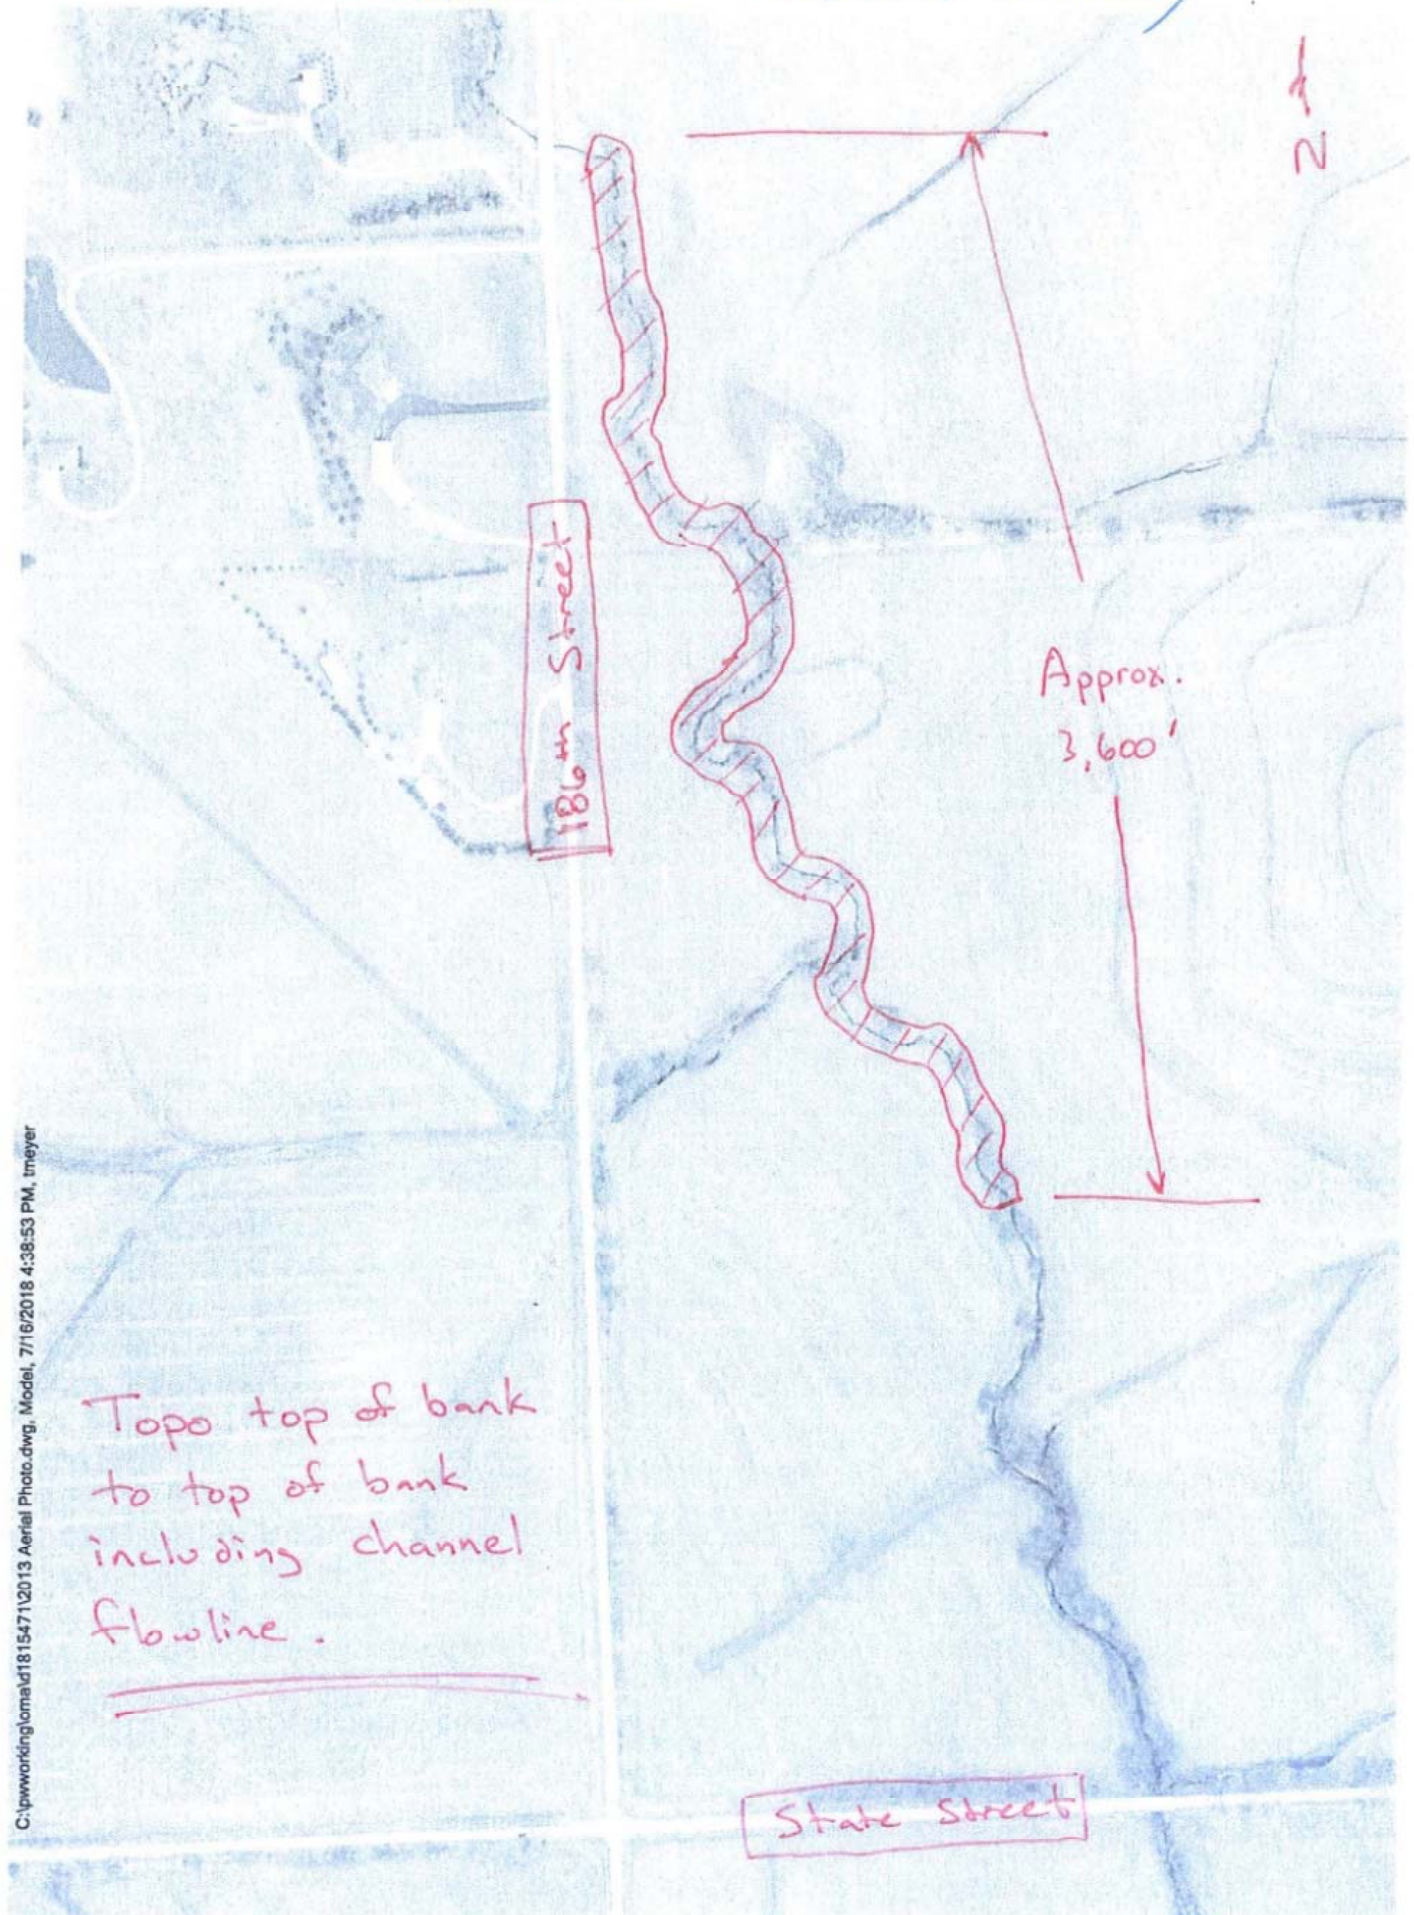 N
186th Street
Approx.
3,600'
C:\pwworking\oma\d1815471\2013 Aerial Photo.dwg, Model, 7/16/2018 4:38:53 PM, tmeyer
Topo top of bank
to top of bank
including channel
flowline.
State Street